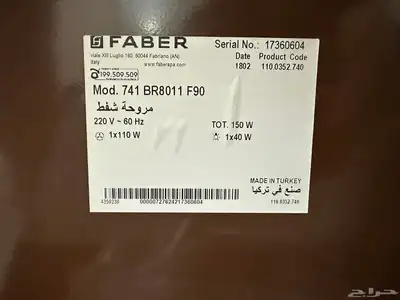 FABER
viale XIII Luglio 160, 60044 Fabriano (AN)
Italy
www.faberspa.com
199.509.509
Serial No.: 17360604
Date Product Code
1802 110.0352.740
Mod. 741 BR8011 F90
مروحة شفط
220 V ~ 60 Hz
TOT. 150 W
1x110 W
1x40 W
MADE IN TURKEY
صنع في تركيا
110.0352.740
00000727624217360604
حراج